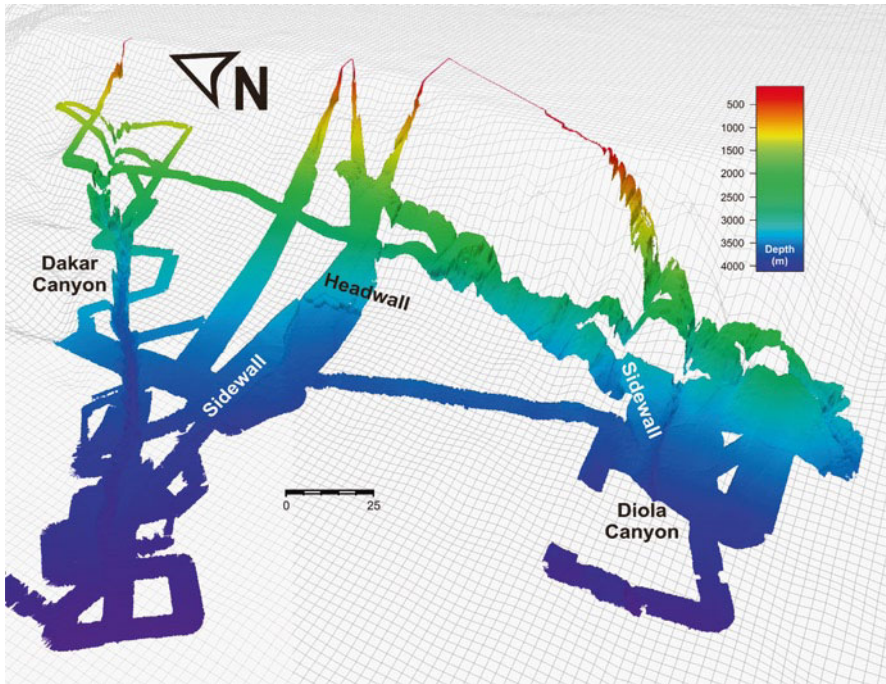 N
500
1000
1500
2000
2500
3000
3500
4000
Depth
(m)
Dakar
Canyon
Headwall
Sidewall
Sidewall
Diola
Canyon
0
25